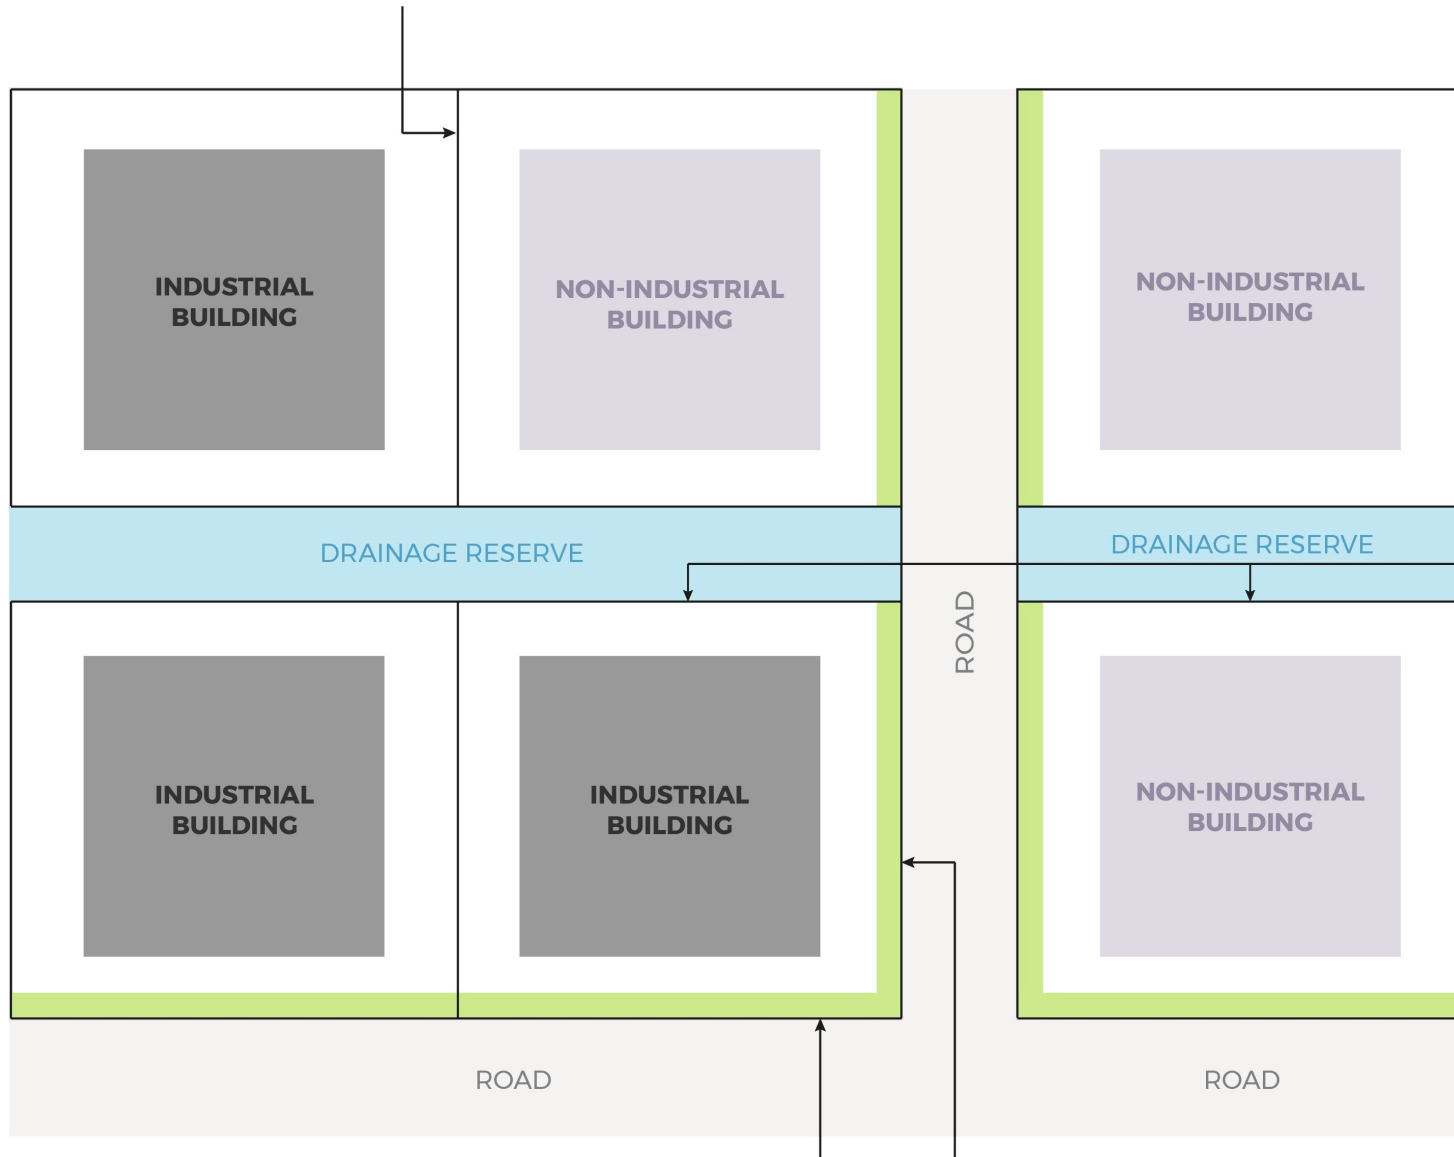 INDUSTRIAL
BUILDING
NON-INDUSTRIAL
BUILDING
NON-INDUSTRIAL
BUILDING
DRAINAGE RESERVE
DRAINAGE RESERVE
ROAD
INDUSTRIAL
BUILDING
INDUSTRIAL
BUILDING
NON-INDUSTRIAL
BUILDING
ROAD
ROAD